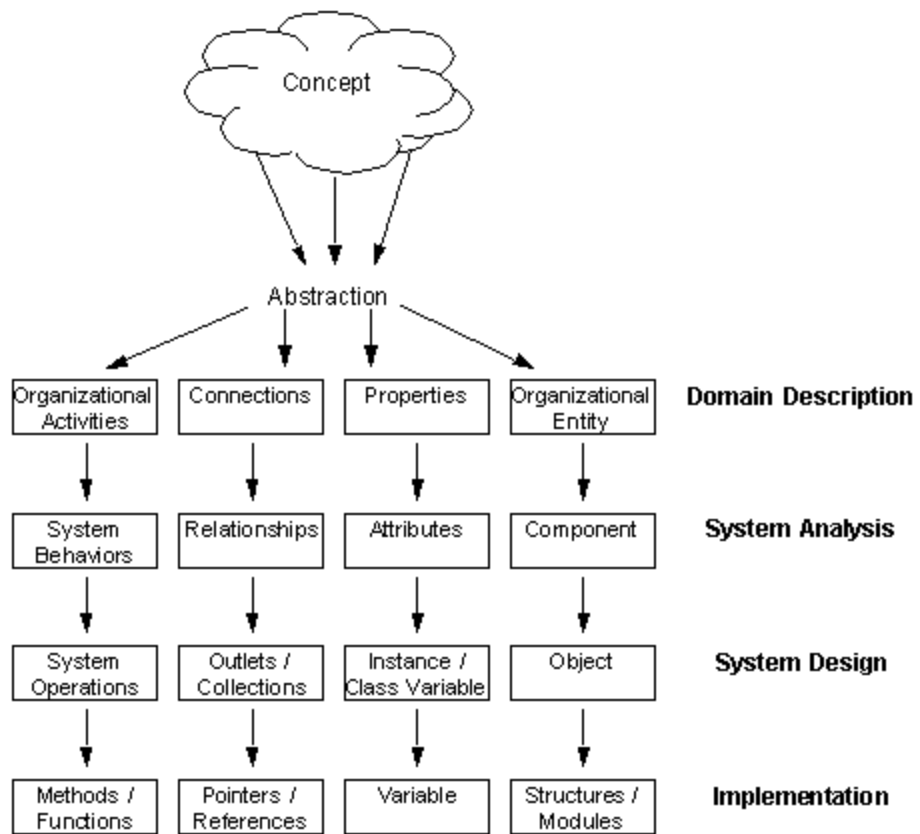 Concept
Abstraction
Organizational
Activities
Connections
Properties
Organizational
Entity
Domain Description
System
Behaviors
Relationships
Attributes
Component
System Analysis
System
Operations
Outlets /
Collections
Instance /
Class Variable
Object
System Design
Methods /
Functions
Pointers /
References
Variable
Structures /
Modules
Implementation